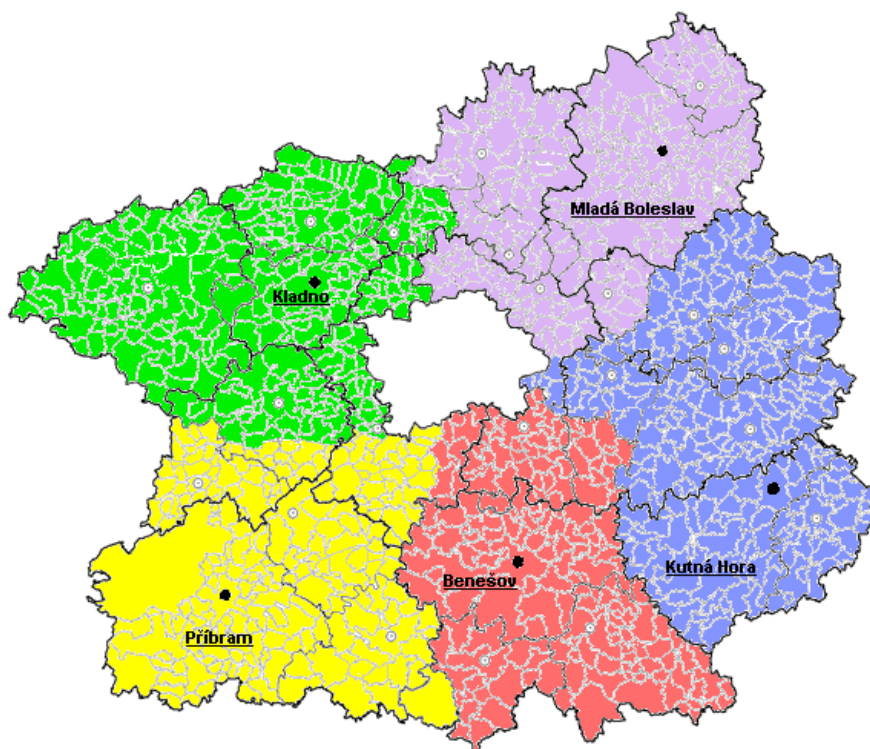 Mladá Boleslav
Kladno
Kutná Hora
Benešov
Příbram